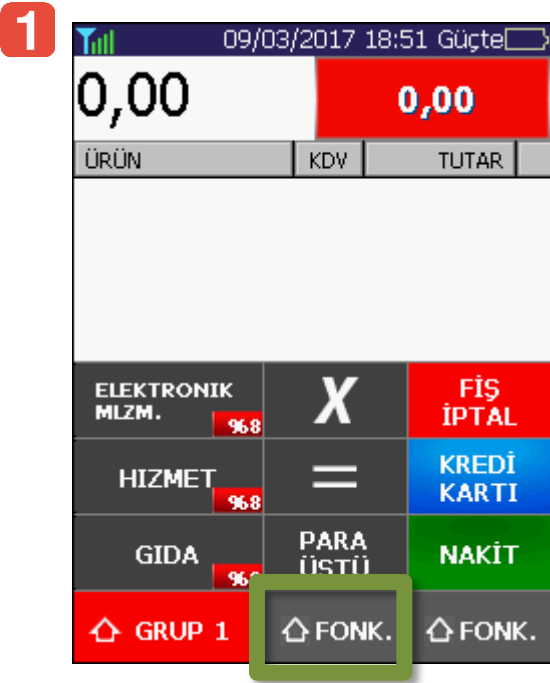 1
09/03/2017 18:51 Güçte
0,00
0,00
ÜRÜN KDV TUTAR
ELEKTRONIK
MLZM.
%8
X
FİŞ
İPTAL
HIZMET
%8
=
KREDİ
KARTI
GIDA
PARA
ÜSTÜ
NAKİT
GRUP 1
FONK.
FONK.